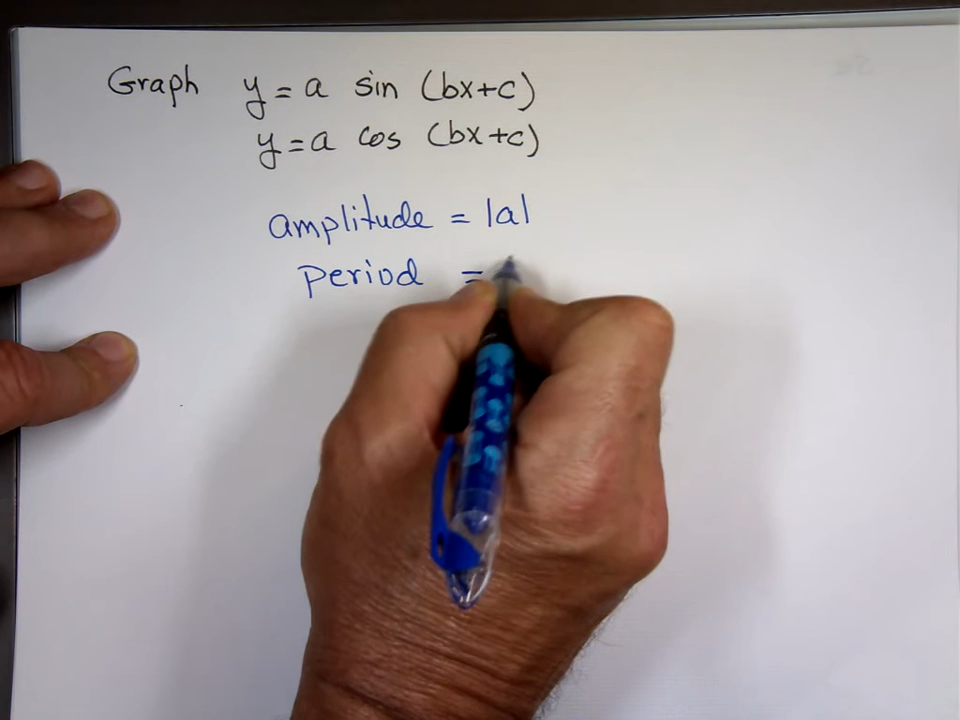 Graph y = a sin (bx+c)
y = a cos (bx+c)
amplitude = |a|
period =